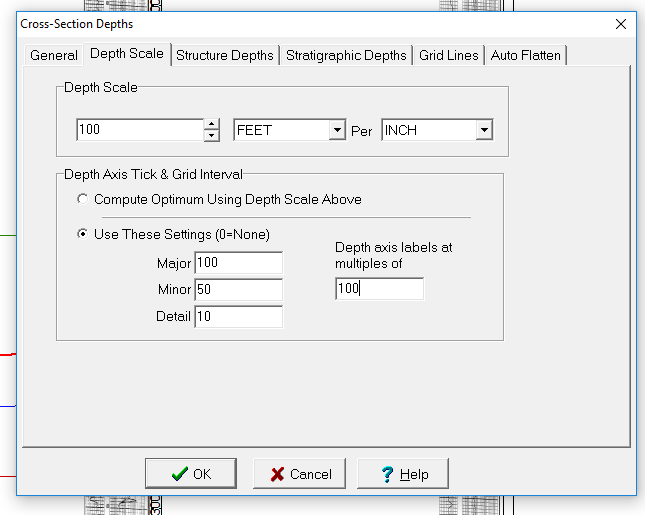 Cross-Section Depths
General Depth Scale Structure Depths Stratigraphic Depths Grid Lines Auto Flatten
Depth Scale
100 FEET Per INCH
Depth Axis Tick & Grid Interval
Compute Optimum Using Depth Scale Above
Use These Settings (0=None)
Major 100
Minor 50
Detail 10
Depth axis labels at
multiples of
100
OK Cancel Help